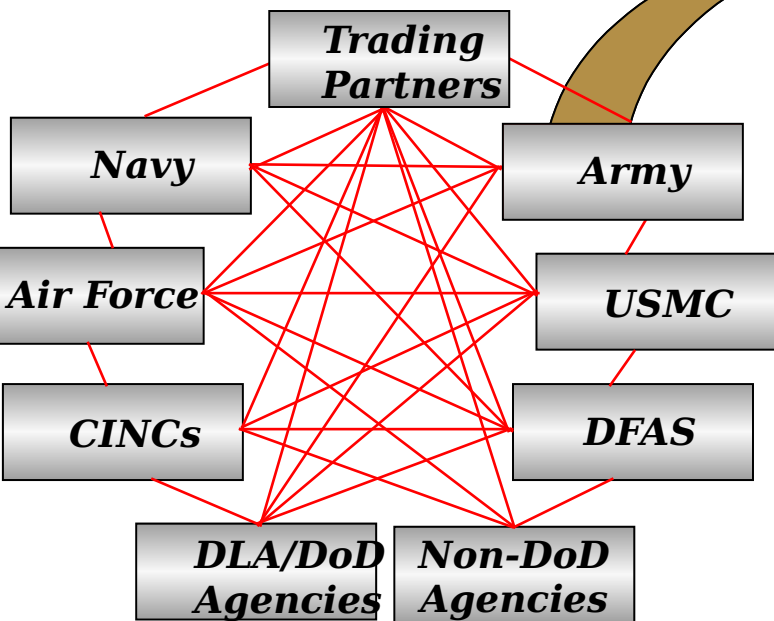 Trading
Partners
Navy
Army
Air Force
USMC
CINCs
DFAS
DLA/DoD
Agencies
Non-DoD
Agencies